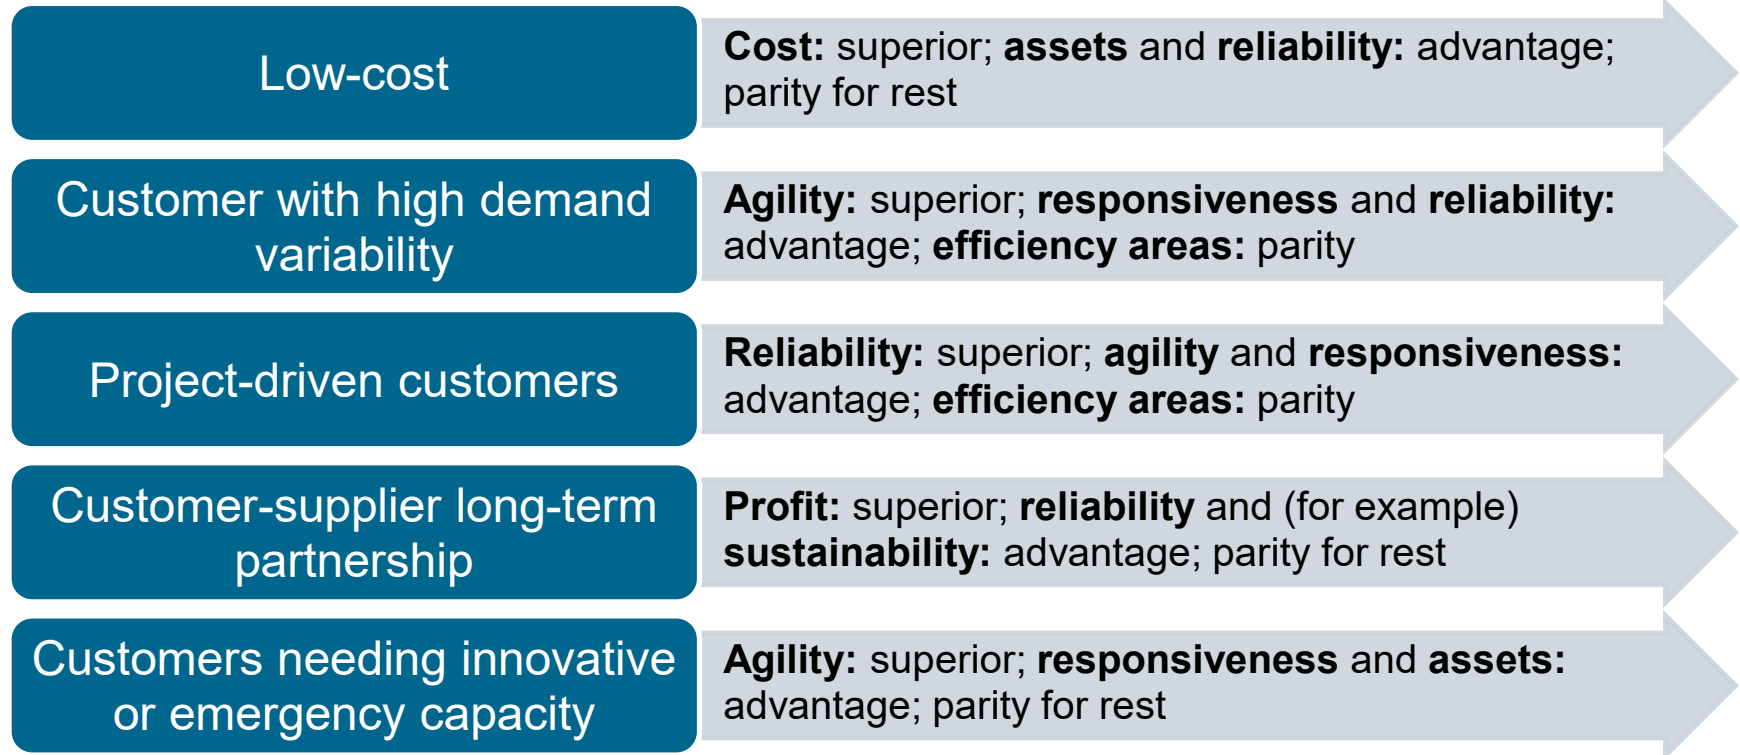 Low-cost
Cost: superior; assets and reliability: advantage;
parity for rest
Customer with high demand
variability
Agility: superior; responsiveness and reliability:
advantage; efficiency areas: parity
Project-driven customers
Reliability: superior; agility and responsiveness:
advantage; efficiency areas: parity
Customer-supplier long-term
partnership
Profit: superior; reliability and (for example)
sustainability: advantage; parity for rest
Customers needing innovative
or emergency capacity
Agility: superior; responsiveness and assets:
advantage; parity for rest